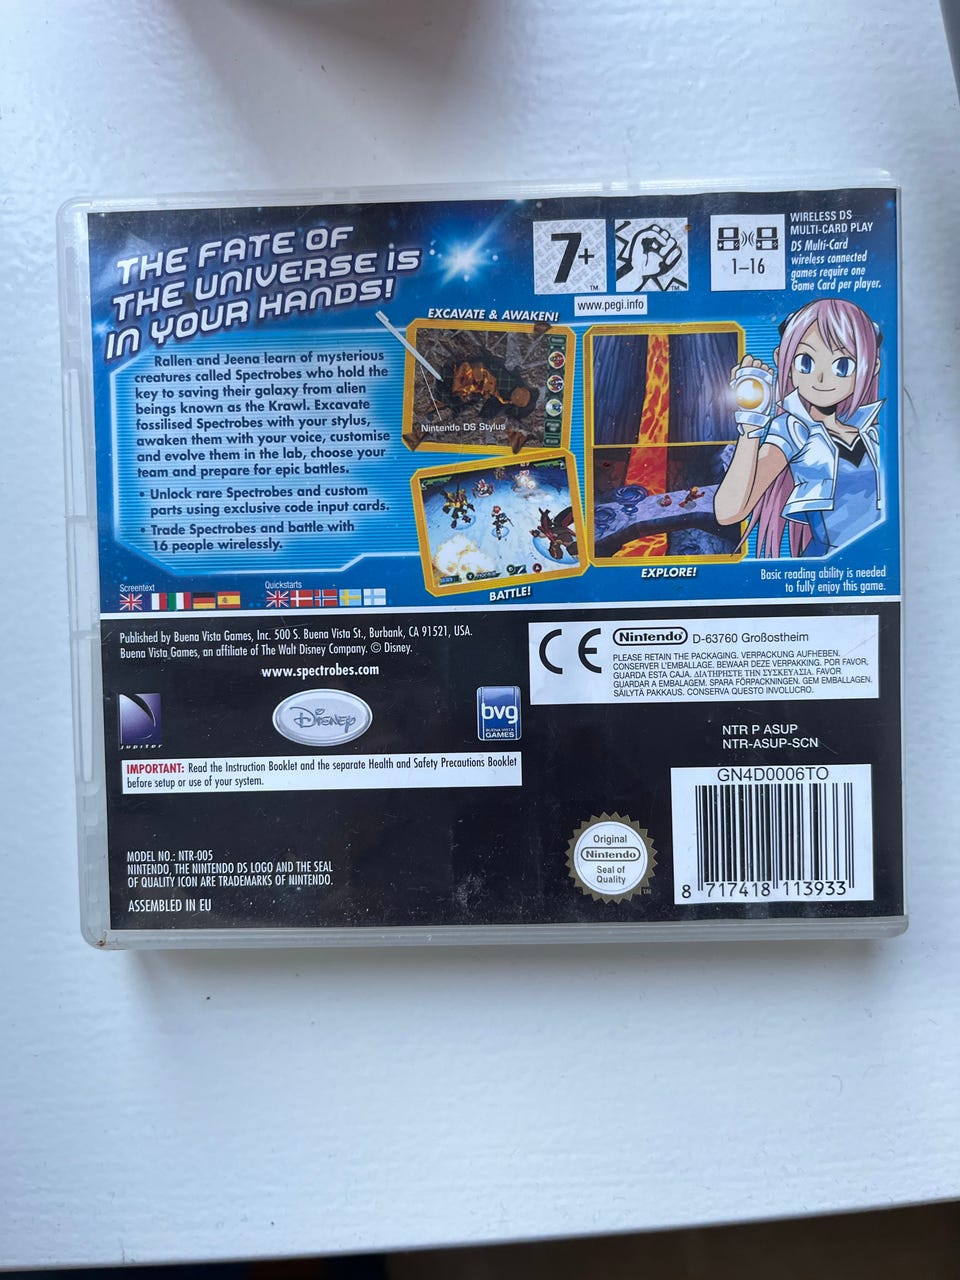 THE FATE OF
THE UNIVERSE IS
IN YOUR HANDS!
7+
TM
TM
www.pegi.info
1–16
WIRELESS DS
MULTI-CARD PLAY
DS Multi-Card
wireless connected
games require one
Game Card per player.
Rallen and Jeena learn of mysterious
creatures called Spectrobes who hold the
key to saving their galaxy from alien
beings known as the Krawl. Excavate
fossilised Spectrobes with your stylus,
awaken them with your voice, customise
and evolve them in the lab, choose your
team and prepare for epic battles.
• Unlock rare Spectrobes and custom
parts using exclusive code input cards.
• Trade Spectrobes and battle with
16 people wirelessly.
EXCAVATE & AWAKEN!
Nintendo DS Stylus
BATTLE!
EXPLORE!
Basic reading ability is needed
to fully enjoy this game.
Screentext
Quickstarts
Published by Buena Vista Games, Inc. 500 S. Buena Vista St., Burbank, CA 91521, USA.
Buena Vista Games, an affiliate of The Walt Disney Company. © Disney.
www.spectrobes.com
jupiter
Disney
bvg
BUENA VISTA
GAMES
CE
Nintendo® D-63760 Großostheim
PLEASE RETAIN THE PACKAGING. VERPACKUNG AUFHEBEN.
CONSERVER L'EMBALLAGE. BEWAAR DEZE VERPAKKING. POR FAVOR,
GUARDA ESTA CAJA. ΔΙΑΤΗΡΗΣΤΕ ΤΗΝ ΣΥΣΚΕΥΑΣΙΑ. FAVOR
GUARDAR A EMBALAGEM. SPARA FÖRPACKNINGEN. GEM EMBALLAGEN.
SÄILYTÄ PAKKAUS. CONSERVA QUESTO INVOLUCRO.
NTR P ASUP
NTR-ASUP-SCN
IMPORTANT: Read the Instruction Booklet and the separate Health and Safety Precautions Booklet
before setup or use of your system.
GN4D0006TO
8 717418 113933
Original
Nintendo®
Seal of
Quality
TM
MODEL NO.: NTR-005
NINTENDO, THE NINTENDO DS LOGO AND THE SEAL
OF QUALITY ICON ARE TRADEMARKS OF NINTENDO.
ASSEMBLED IN EU